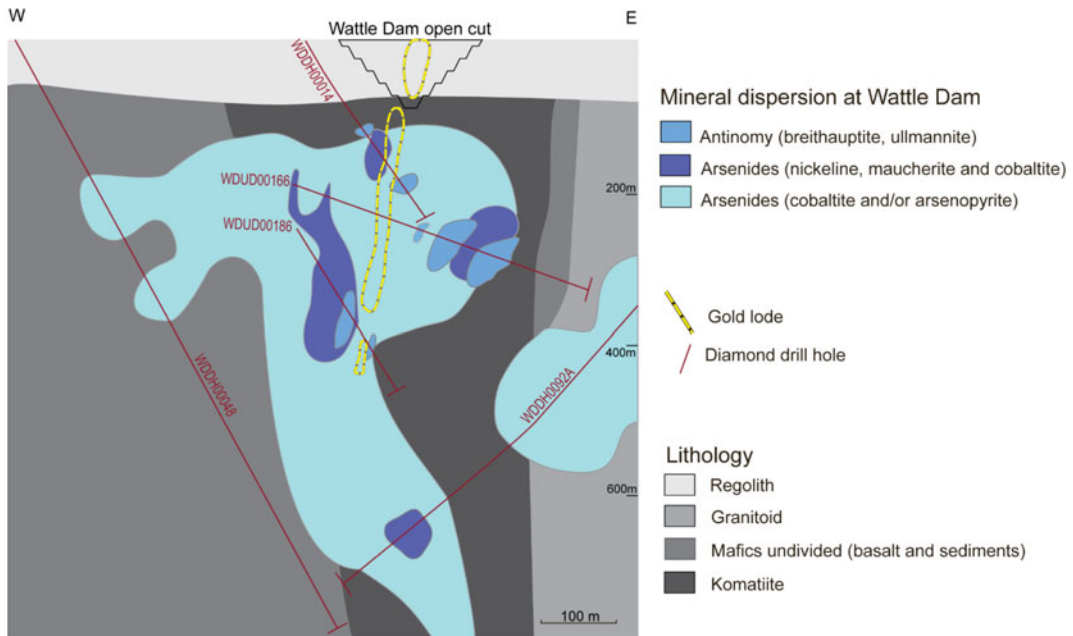 W
E
Wattle Dam open cut
WDDH00014
WDUD00166
WDUD00186
WDDH00048
WDDH0092A
200m
400m
600m
100 m
Mineral dispersion at Wattle Dam
Antinomy (breithauptite, ullmannite)
Arsenides (nickeline, maucherite and cobaltite)
Arsenides (cobaltite and/or arsenopyrite)
Gold lode
Diamond drill hole
Lithology
Regolith
Granitoid
Mafics undivided (basalt and sediments)
Komatiite